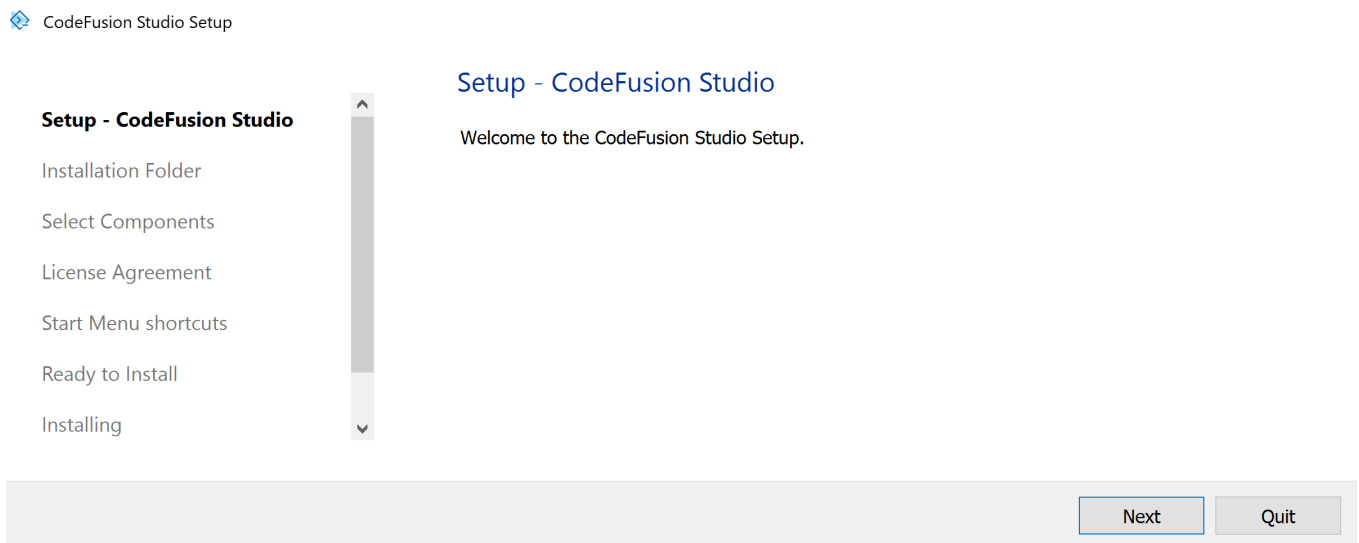 CodeFusion Studio Setup
Setup - CodeFusion Studio
Installation Folder
Select Components
License Agreement
Start Menu shortcuts
Ready to Install
Installing
Setup - CodeFusion Studio
Welcome to the CodeFusion Studio Setup.
Next
Quit